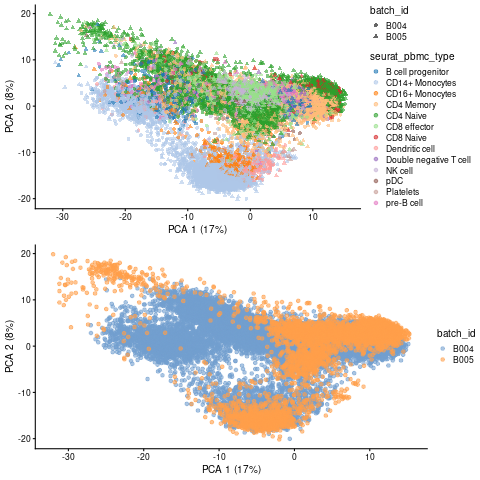 batch_id
B004
B005
seurat_pbmc_type
B cell progenitor
CD14+ Monocytes
CD16+ Monocytes
CD4 Memory
CD4 Naive
CD8 effector
CD8 Naive
Dendritic cell
Double negative T cell
NK cell
pDC
Platelets
pre-B cell
20
10
0
-10
-20
PCA 2 (8%)
-30 -20 -10 0 10
PCA 1 (17%)
20
10
0
-10
-20
PCA 2 (8%)
-30 -20 -10 0 10
PCA 1 (17%)
batch_id
B004
B005